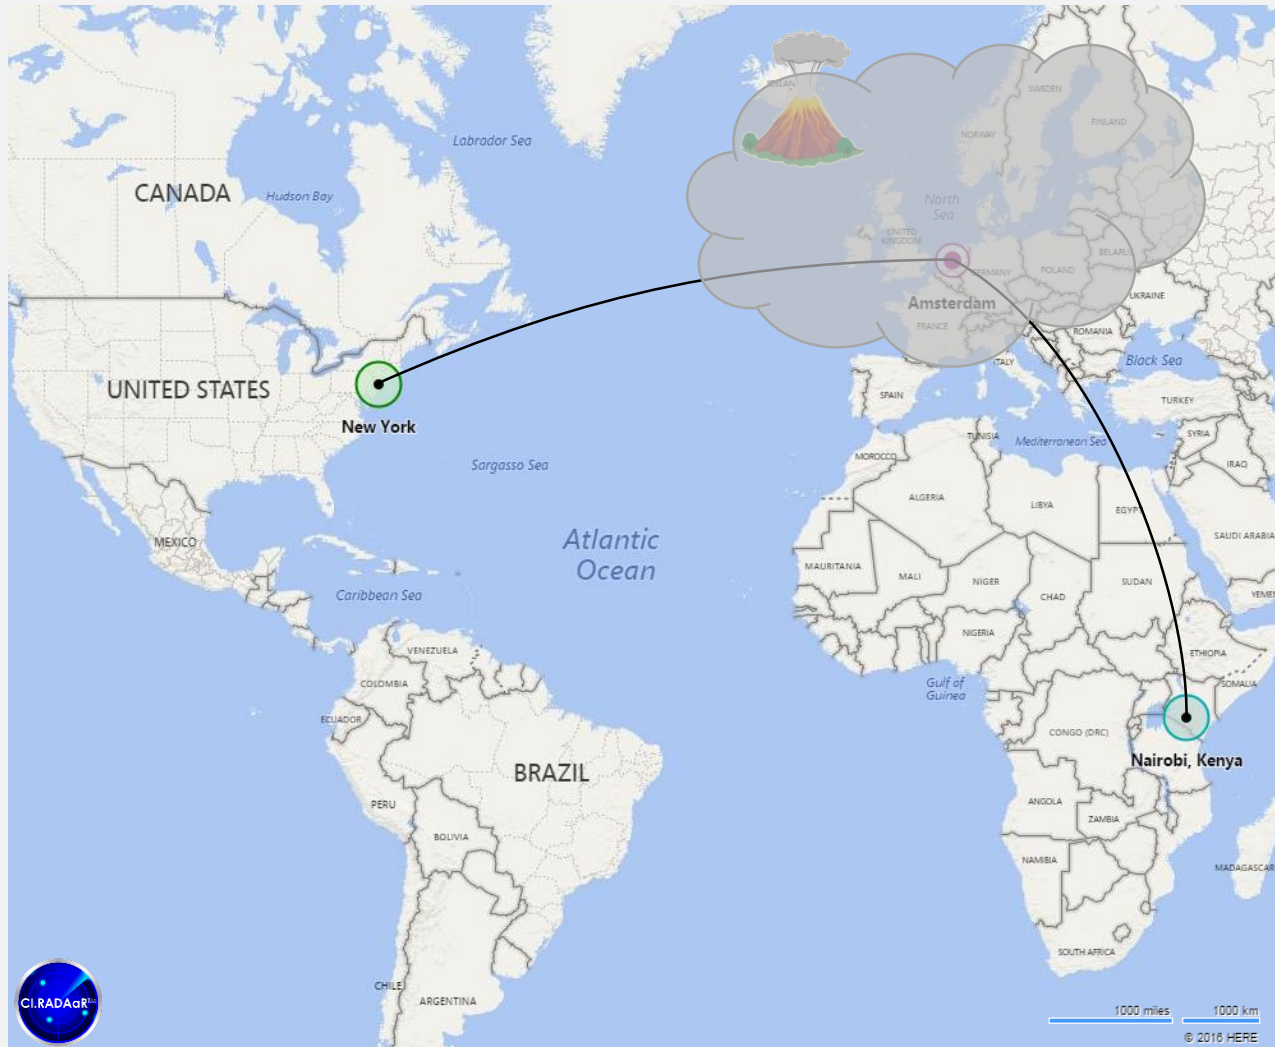 ICELAN
SWEDEN
FINLAND
NORWAY
Labrador Sea
CANADA
Hudson Bay
North
Sea
UNITED
KINGDOM
BELARUS
GERMANY
POLAND
UKRAINE
Amsterdam
FRANCE
ROMANIA
ITALY
Black Sea
UNITED STATES
SPAIN
TURKEY
New York
TUNISIA
Mediterranean Sea
SYRIA
MOROCCO
IRAQ
Sargasso Sea
ALGERIA
LIBYA
EGYPT
SAUDI ARABIA
MEXICO
Atlantic
Ocean
MAURITANIA
MALI
NIGER
SUDAN
CHAD
YEMEN
Caribbean Sea
NIGERIA
VENEZUELA
ETHIOPIA
COLOMBIA
Gulf of
Guinea
SOMALIA
ECUADOR
CONGO (DRC)
Nairobi, Kenya
BRAZIL
PERU
ANGOLA
ZAMBIA
BOLIVIA
NAMIBIA
MADAGASCAR
SOUTH AFRICA
CHILE
ARGENTINA
CI.RADAaR
1000 miles
1000 km
© 2016 HERE